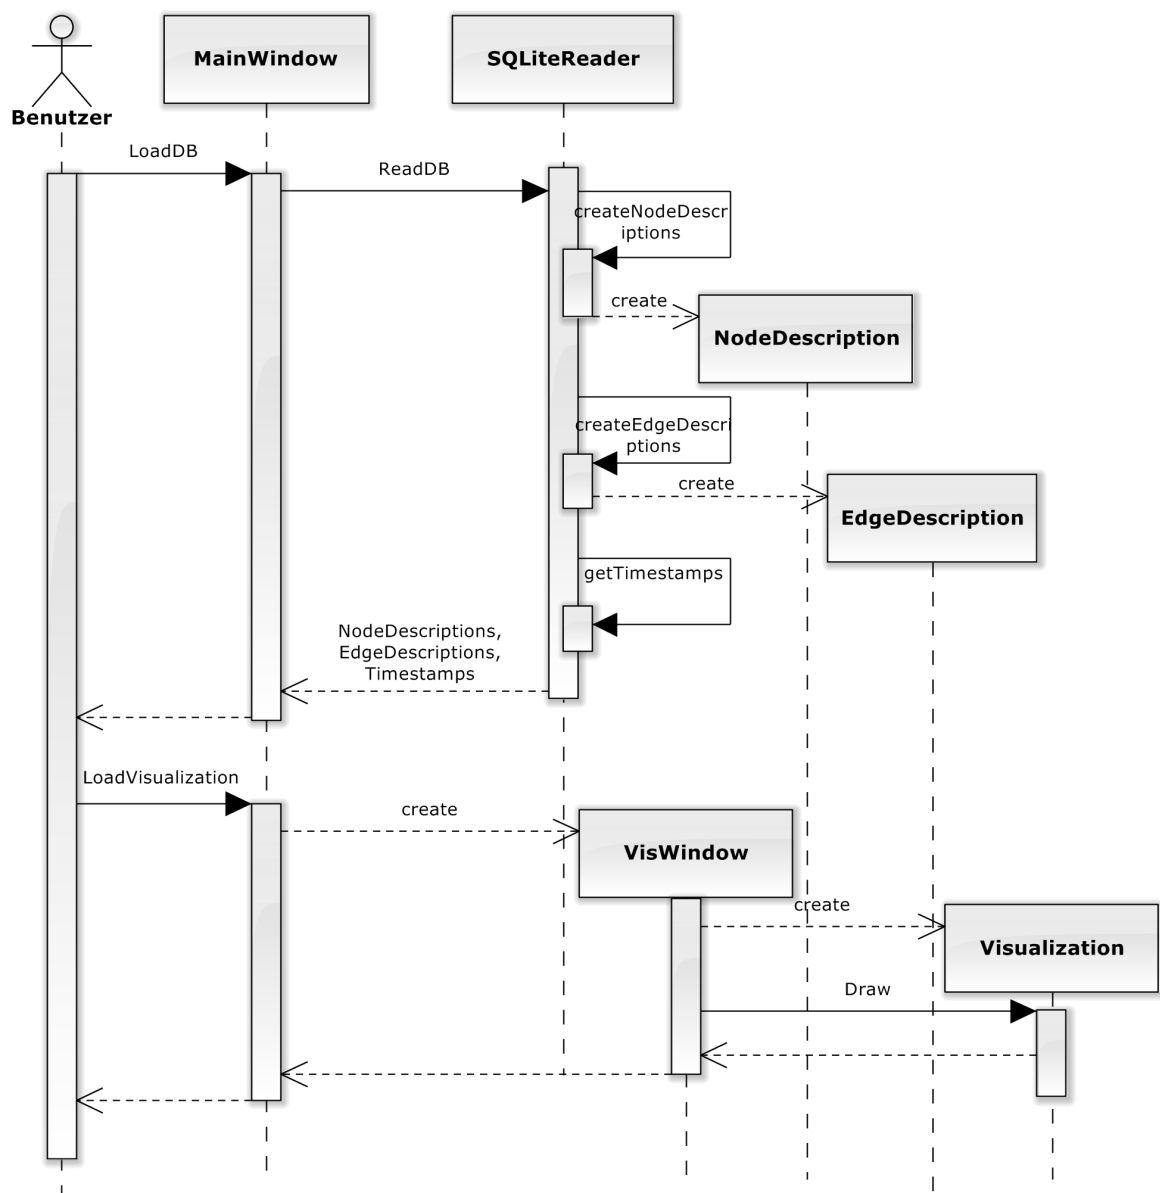 MainWindow
SQLiteReader
Benutzer
LoadDB
ReadDB
createNodeDescr
iptions
create
NodeDescription
createEdgeDescri
ptions
create
EdgeDescription
getTimestamps
NodeDescriptions,
EdgeDescriptions,
Timestamps
LoadVisualization
create
VisWindow
create
Visualization
Draw